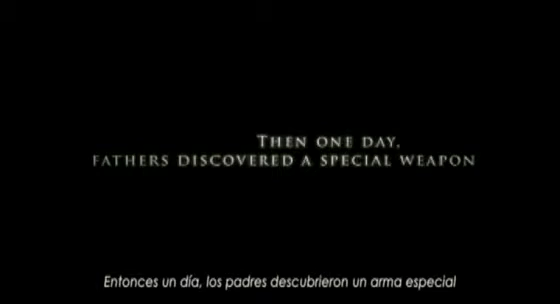 THEN ONE DAY,
FATHERS DISCOVERED A SPECIAL WEAPON
Entonces un día, los padres descubrieron un arma especial